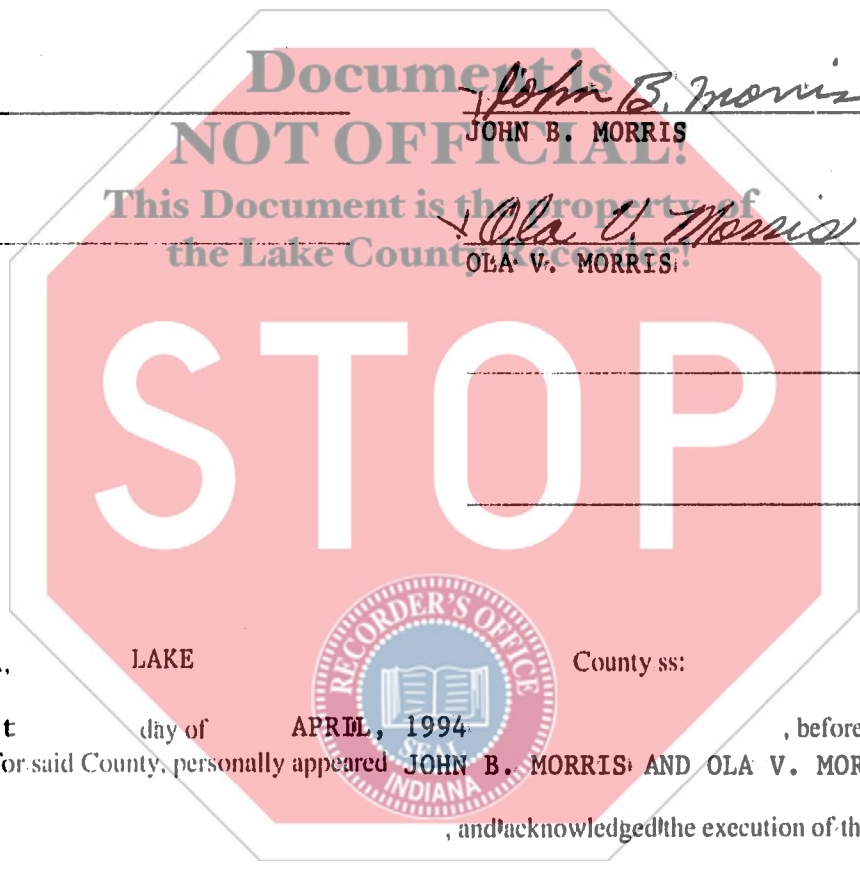 Document is
John B. Morris
NOT OFFICIAL!
JOHN B. MORRIS
This Document is the property of
Ola V. Morris
the Lake County Recorder!
OLA V. MORRIS
STOP
RECORDER'S OFFICE
SEAL
INDIANA
LAKE County ss:
t day of APRIL, 1994 , before
for said County, personally appeared JOHN B. MORRIS AND OLA V. MOR
, and acknowledged the execution of th